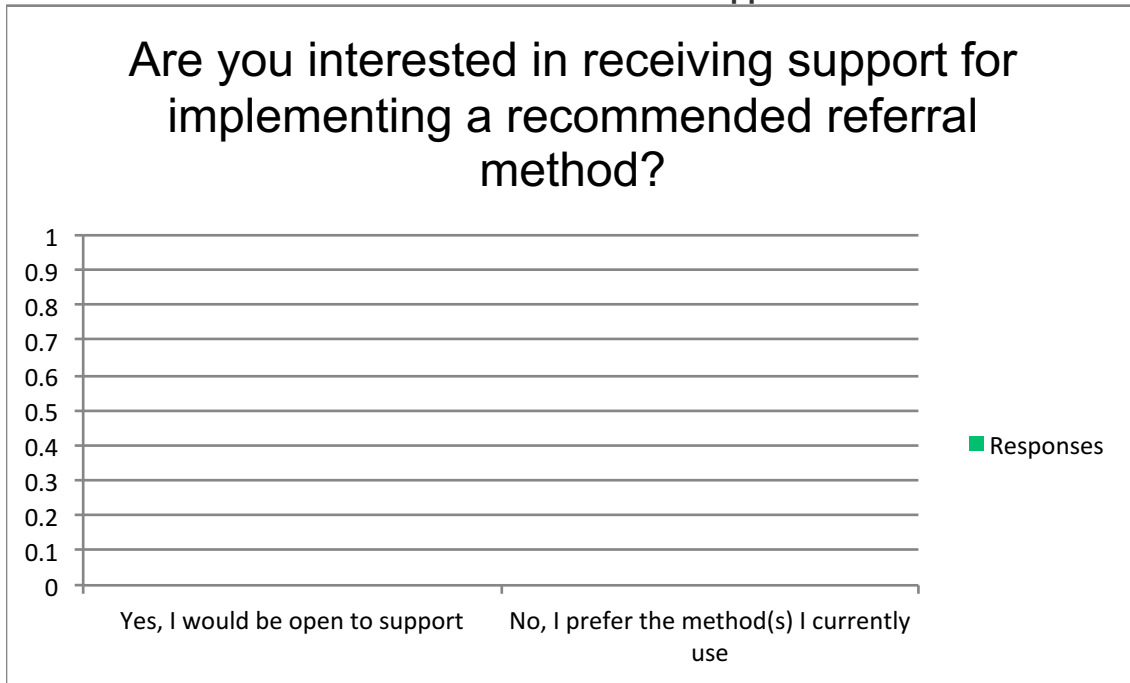 Are you interested in receiving support for
implementing a recommended referral
method?
1
0.9
0.8
0.7
0.6
0.5
0.4
0.3
0.2
0.1
0
Responses
Yes, I would be open to support
No, I prefer the method(s) I currently
use